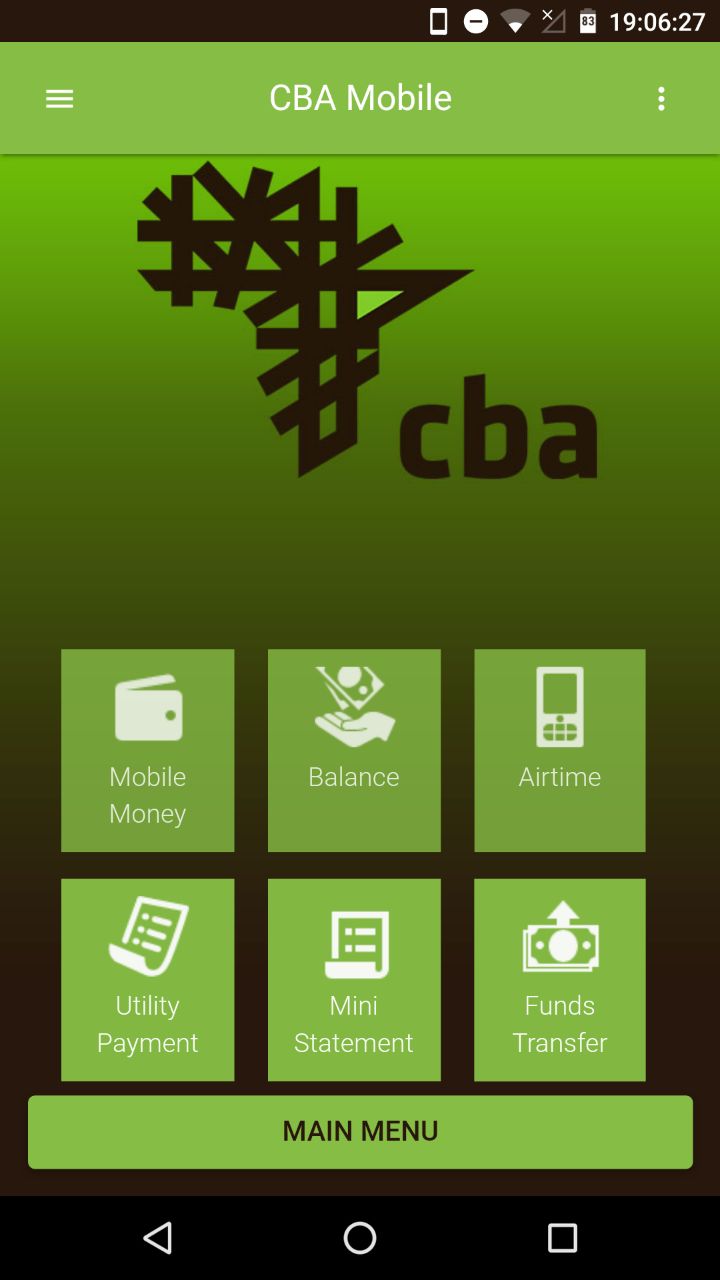 83 19:06:27
CBA Mobile
cba
Mobile
Money
Balance
Airtime
Utility
Payment
Mini
Statement
Funds
Transfer
MAIN MENU